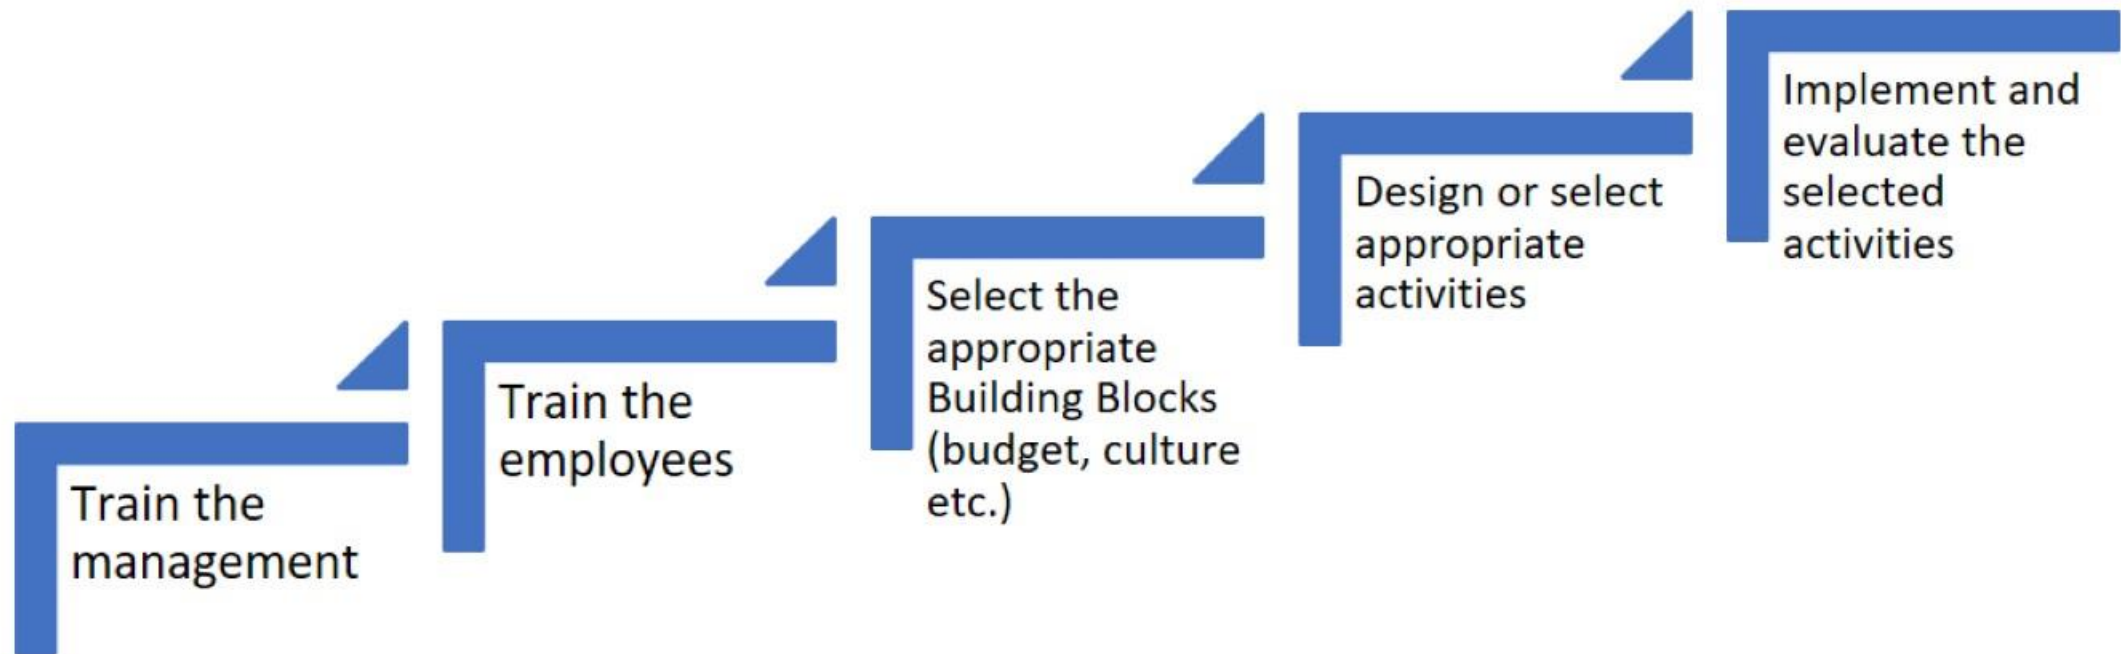 Train the
management
Train the
employees
Select the
appropriate
Building Blocks
(budget, culture
etc.)
Design or select
appropriate
activities
Implement and
evaluate the
selected
activities